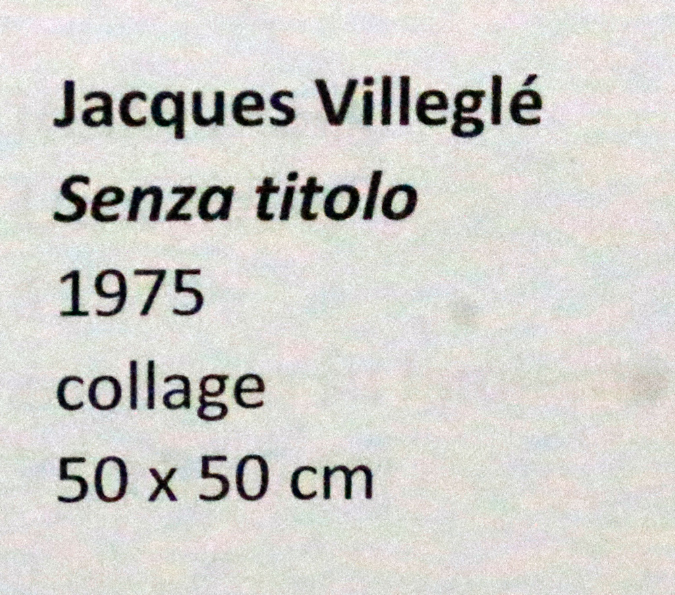 Jacques Villeglé
Senza titolo
1975
collage
50 x 50 cm